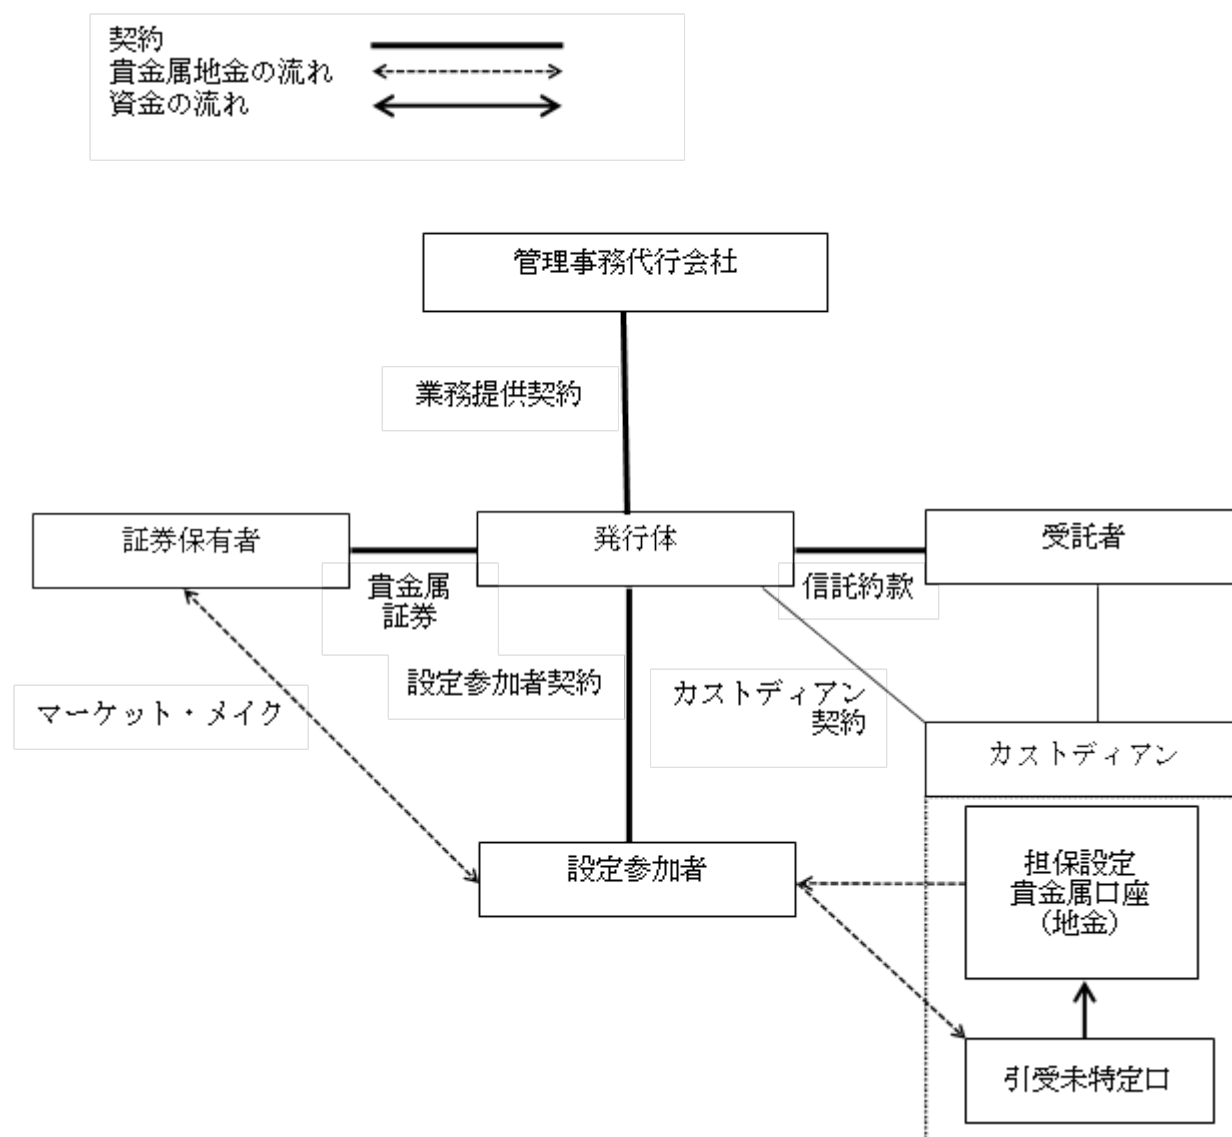 契約
貴金属地金の流れ
資金の流れ
管理事務代行会社
業務提供契約
証券保有者
発行体
受託者
貴金属
証券
信託約款
設定参加者契約
カストディアン
契約
マーケット・メイク
カストディアン
設定参加者
担保設定
貴金属口座
(地金)
引受未特定口